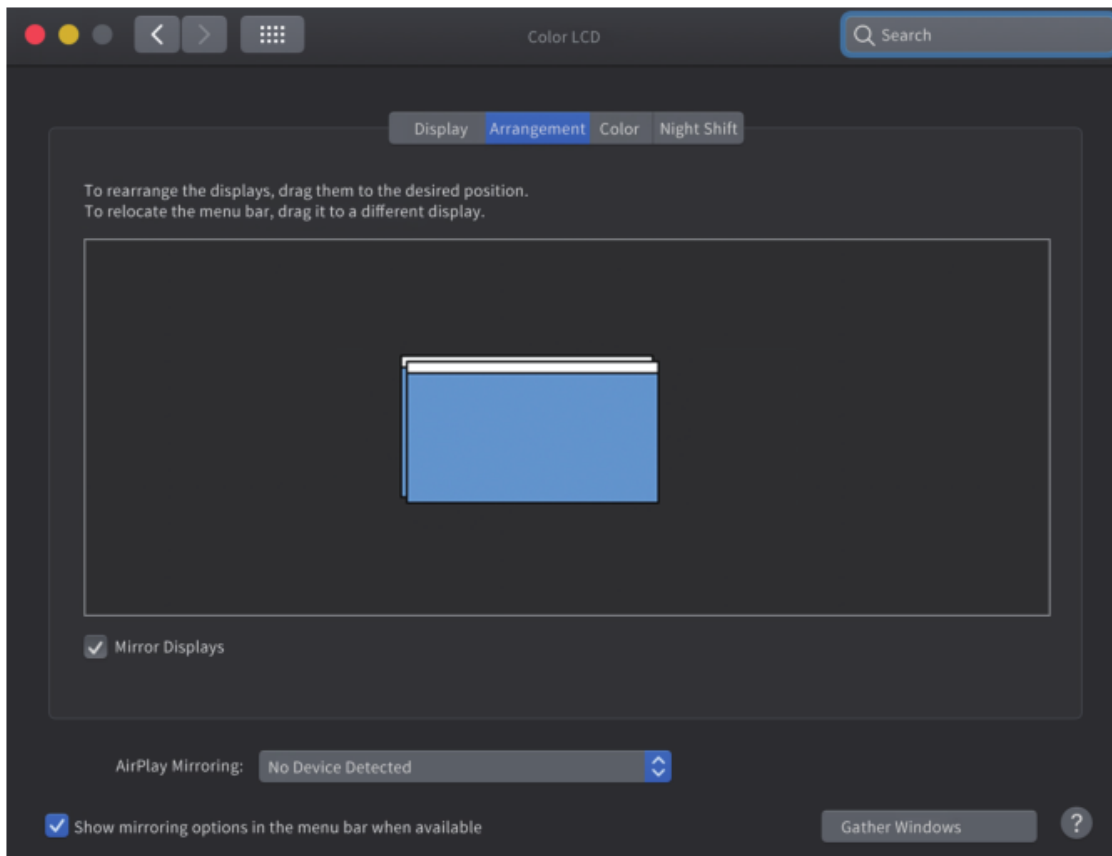 Color LCD
Search
Display
Arrangement
Color
Night Shift
To rearrange the displays, drag them to the desired position.
To relocate the menu bar, drag it to a different display.
Mirror Displays
AirPlay Mirroring:
No Device Detected
Show mirroring options in the menu bar when available
Gather Windows
?